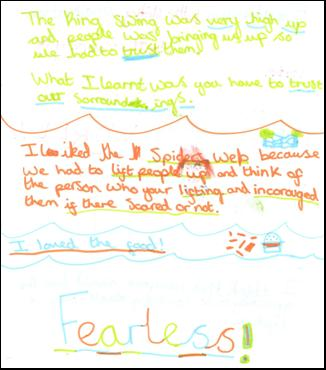 The King Swing was very high up
and people was bringing us up so
we had to trust them!
What I learnt was you have to trust
our sorroundings.
I liked the Spider Web because
we had to lift people up and think of
the person who your lifting and incoraged
them if there Scared or not.
I loved the food!
Fearless!